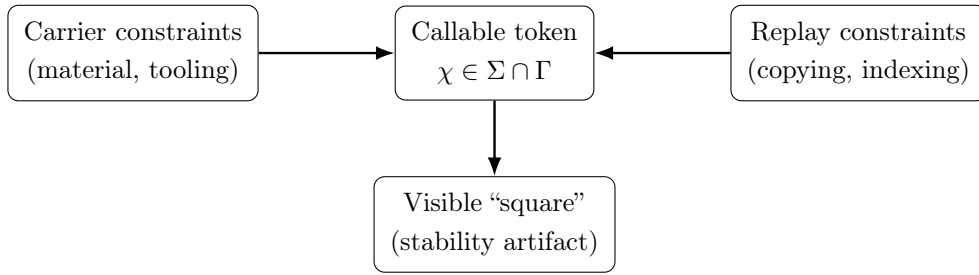 Carrier constraints
(material, tooling)
Callable token
χ ∈ Σ ∩ Γ
Replay constraints
(copying, indexing)
Visible “square”
(stability artifact)